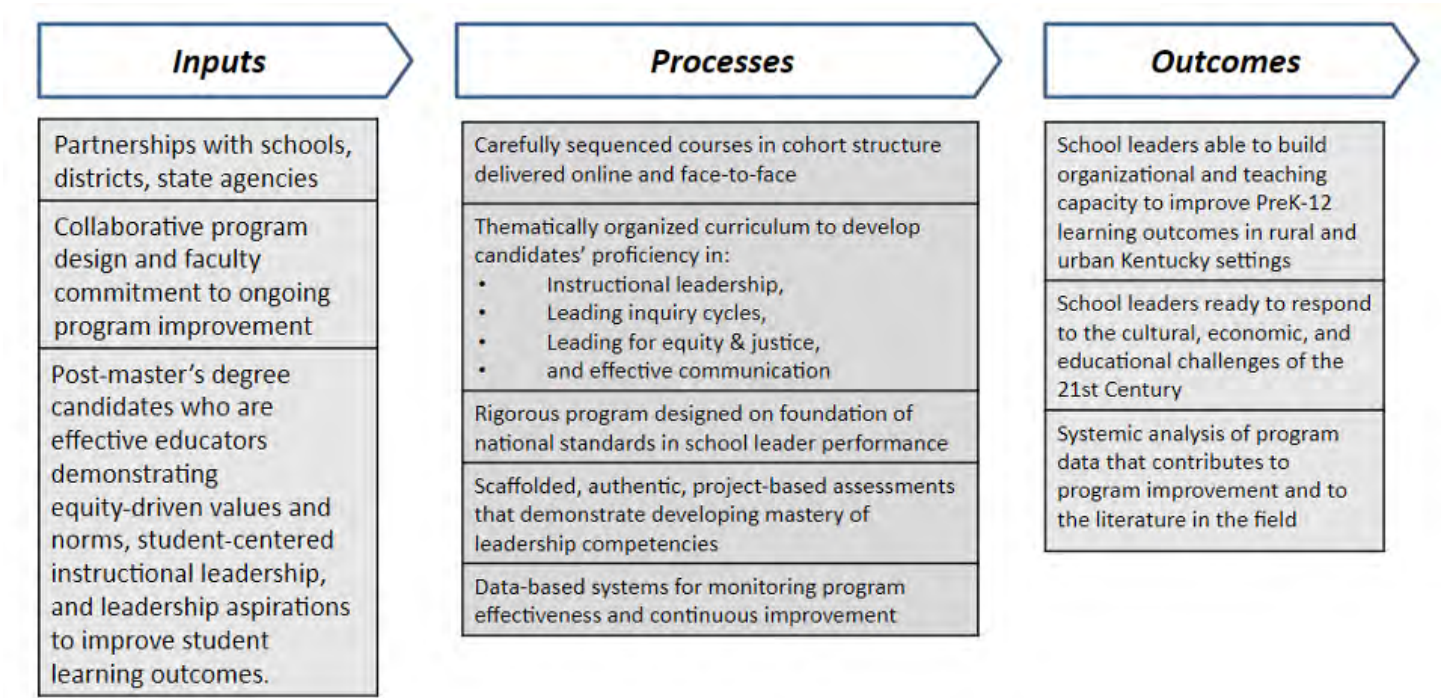 Inputs
Partnerships with schools,
districts, state agencies
Collaborative program
design and faculty
commitment to ongoing
program improvement
Post-master's degree
candidates who are
effective educators
demonstrating
equity-driven values and
norms, student-centered
instructional leadership,
and leadership aspirations
to improve student
learning outcomes.
Processes
Carefully sequenced courses in cohort structure
delivered online and face-to-face
Thematically organized curriculum to develop
candidates' proficiency in:
• Instructional leadership,
• Leading inquiry cycles,
• Leading for equity & justice,
• and effective communication
Rigorous program designed on foundation of
national standards in school leader performance
Scaffolded, authentic, project-based assessments
that demonstrate developing mastery of
leadership competencies
Data-based systems for monitoring program
effectiveness and continuous improvement
Outcomes
School leaders able to build
organizational and teaching
capacity to improve PreK-12
learning outcomes in rural and
urban Kentucky settings
School leaders ready to respond
to the cultural, economic, and
educational challenges of the
21st Century
Systemic analysis of program
data that contributes to
program improvement and to
the literature in the field